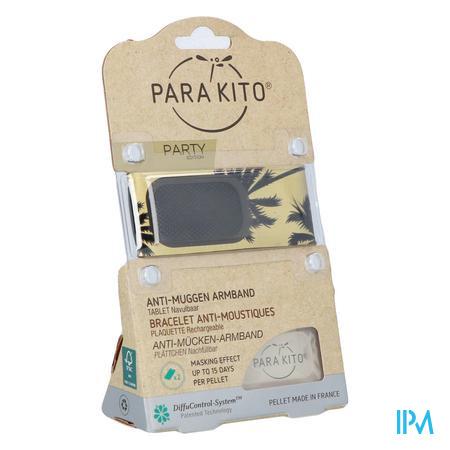 PARA'KITO®
PARTY
EDITION
ANTI-MUGGEN ARMBAND
TABLET Navulbaar
BRACELET ANTI-MOUSTIQUES
PLAQUETTE Rechargeable
ANTI-MÜCKEN-ARMBAND
PLÄTTCHEN Nachfüllbar
x2
MASKING EFFECT
UP TO 15 DAYS
PER PELLET
PARA'KITO
FSC
DiffuControl-System™
Patented Technology
PELLET MADE IN FRANCE
IPM